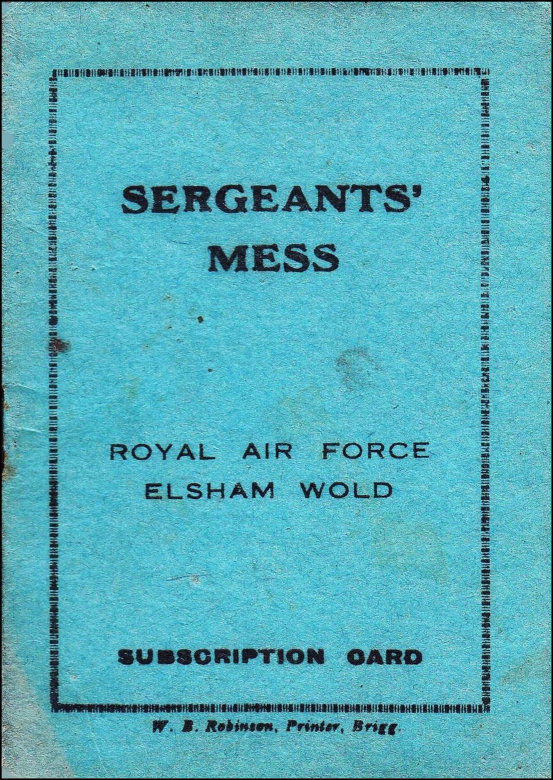 SERGEANTS'
MESS
ROYAL AIR FORCE
ELSHAM WOLD
SUBSCRIPTION CARD
W. B. Robinson, Printer, Brigg.